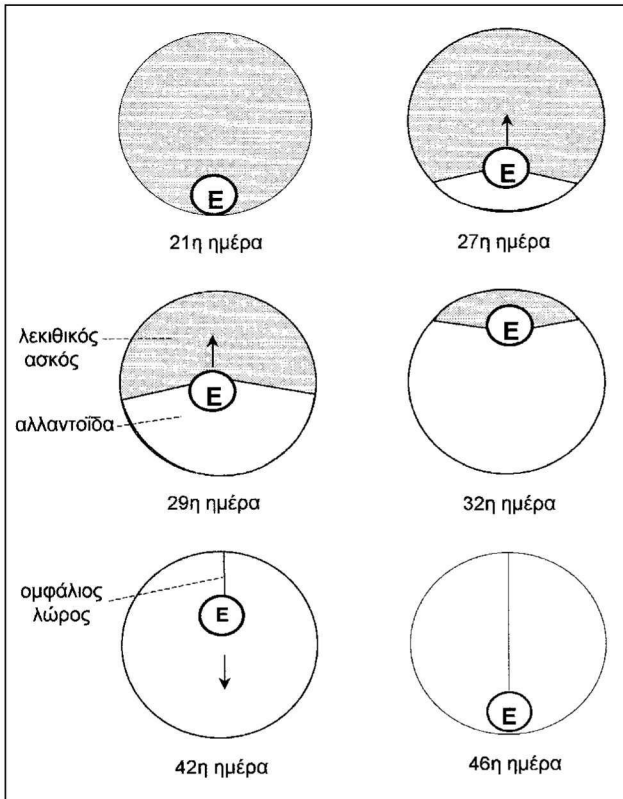 E
E
21η ημέρα
27η ημέρα
λεκιθικός
ασκός
E
E
αλλαντοΐδα
29η ημέρα
32η ημέρα
ομφάλιος
λώρος
E
E
42η ημέρα
46η ημέρα